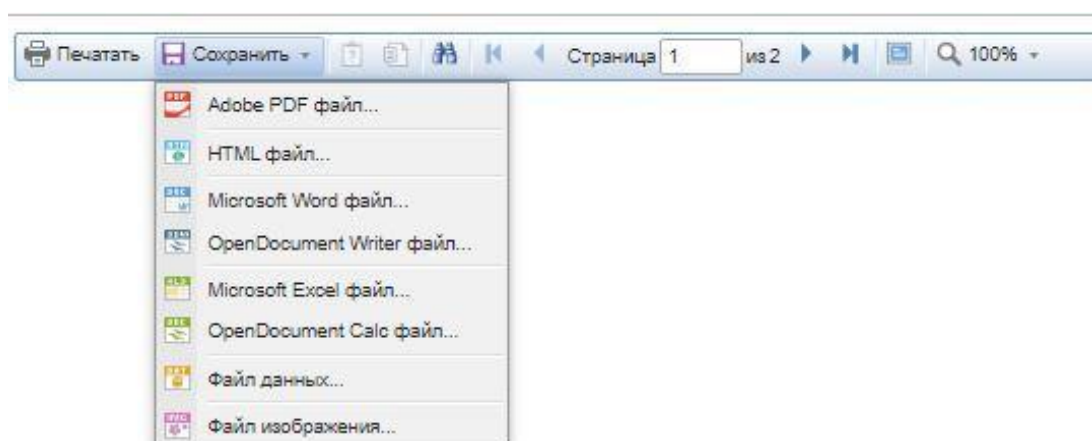 Печатать Сохранить Страница 1 из 2 100%
Adobe PDF файл...
HTML файл...
Microsoft Word файл...
OpenDocument Writer файл...
Microsoft Excel файл...
OpenDocument Calc файл...
Файл данных...
Файл изображения...